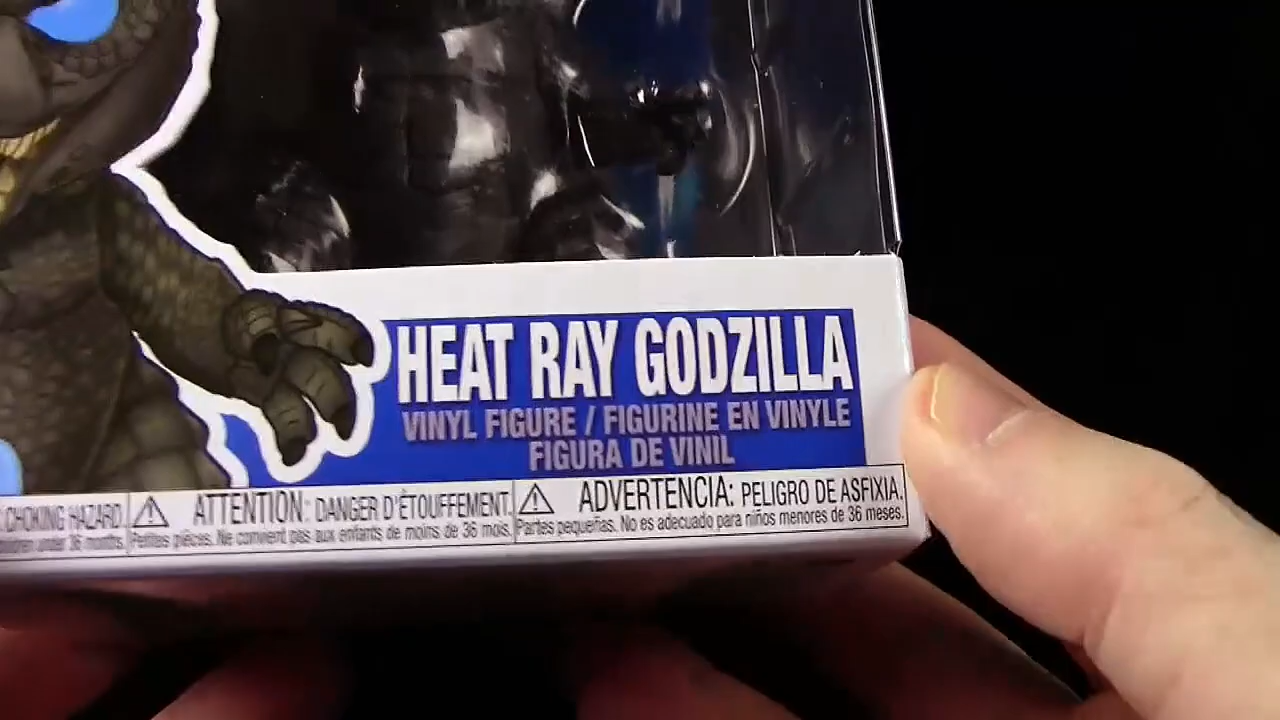 HEAT RAY GODZILLA
VINYL FIGURE / FIGURINE EN VINYLE
FIGURA DE VINIL
CHOKING HAZARD.
under 36 months.
ATTENTION: DANGER D'ÉTOUFFEMENT.
Petites pièces. Ne convient pas aux enfants de moins de 36 mois.
ADVERTENCIA: PELIGRO DE ASFIXIA.
Partes pequeñas. No es adecuado para niños menores de 36 meses.